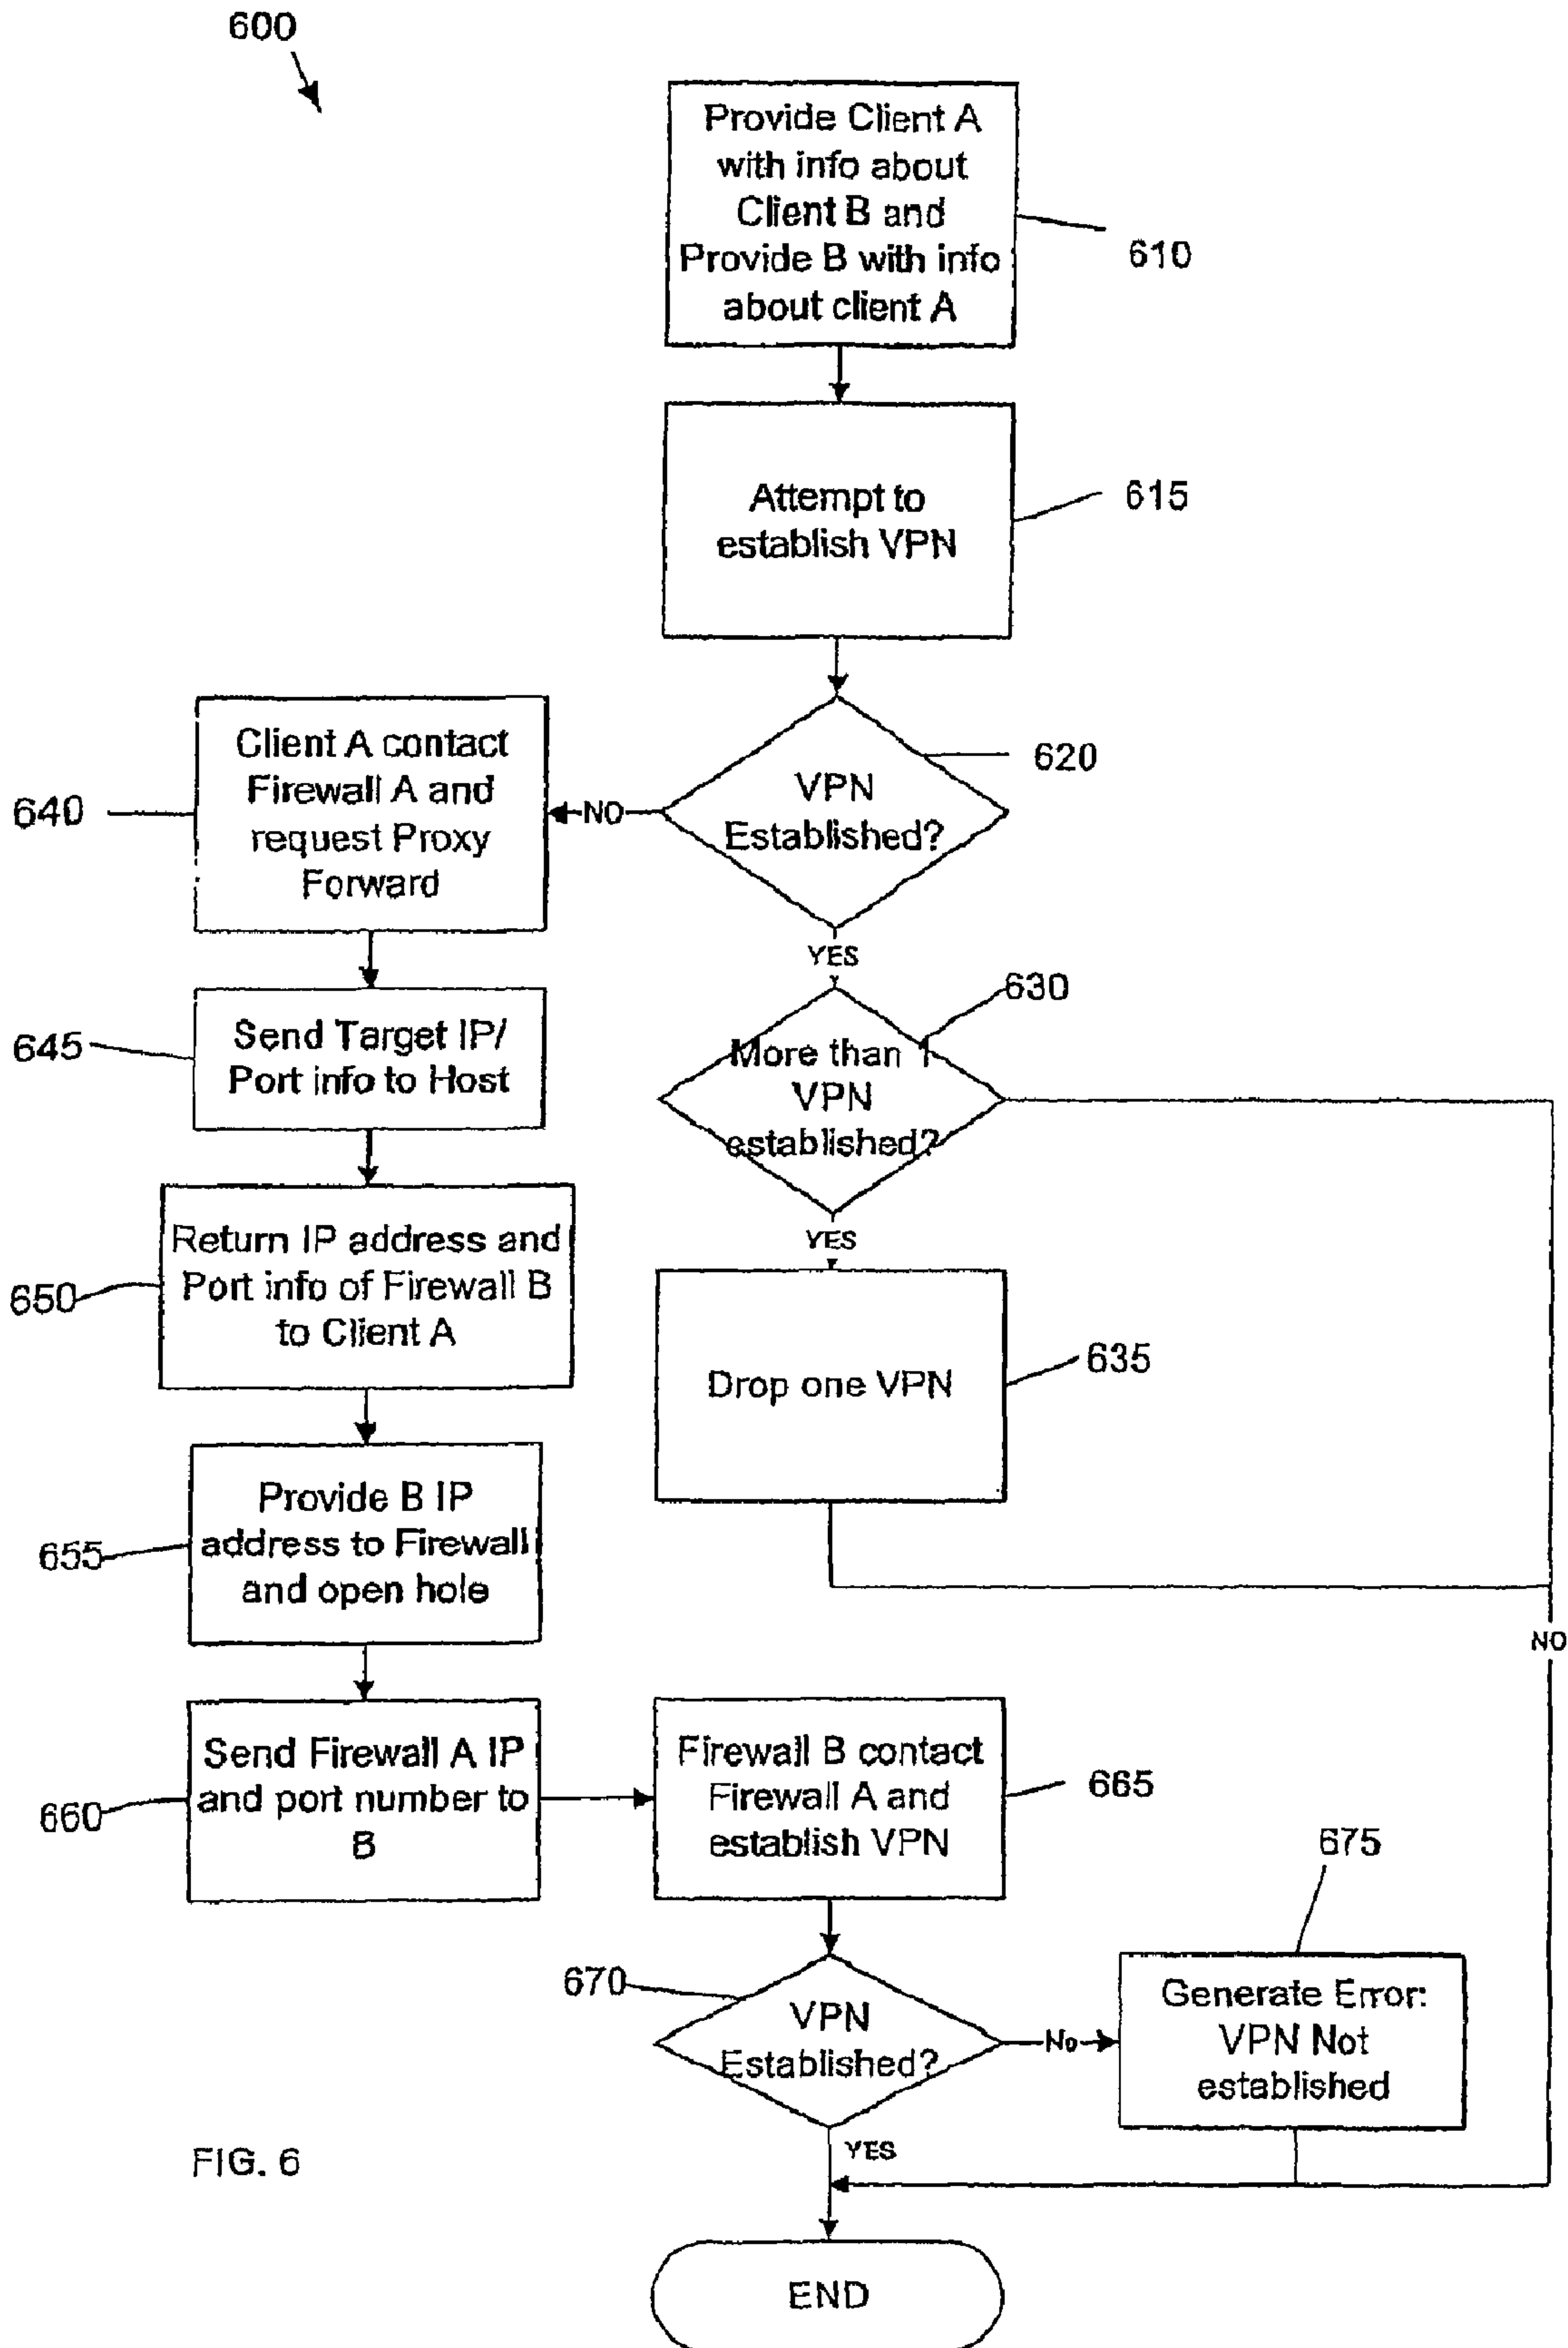 600
Provide Client A
with info about
Client B and
Provide B with info
about client A
610
Attempt to
establish VPN
615
VPN
Established?
620
NO
Client A contact
Firewall A and
request Proxy
Forward
640
YES
More than 1
VPN
established?
630
Send Target IP/
Port info to Host
645
YES
Return IP address and
Port info of Firewall B
to Client A
650
Drop one VPN
635
Provide B IP
address to Firewall
and open hole
655
NO
Send Firewall A IP
and port number to
B
660
Firewall B contact
Firewall A and
establish VPN
665
675
670
VPN
Established?
No
Generate Error:
VPN Not
established
YES
FIG. 6
END